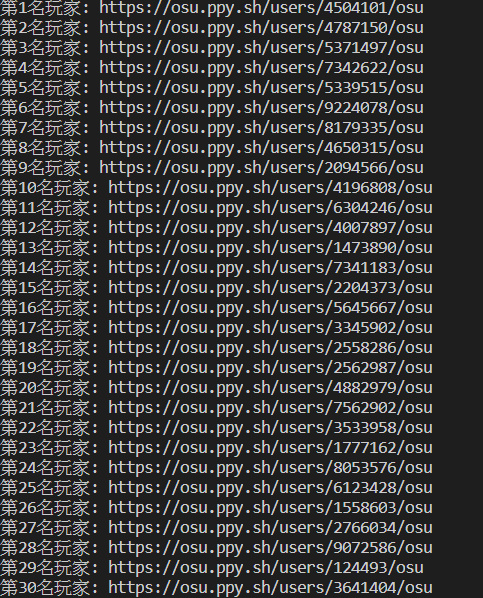 第1名玩家: https://osu.ppy.sh/users/4504101/osu
第2名玩家: https://osu.ppy.sh/users/4787150/osu
第3名玩家: https://osu.ppy.sh/users/5371497/osu
第4名玩家: https://osu.ppy.sh/users/7342622/osu
第5名玩家: https://osu.ppy.sh/users/5339515/osu
第6名玩家: https://osu.ppy.sh/users/9224078/osu
第7名玩家: https://osu.ppy.sh/users/8179335/osu
第8名玩家: https://osu.ppy.sh/users/4650315/osu
第9名玩家: https://osu.ppy.sh/users/2094566/osu
第10名玩家: https://osu.ppy.sh/users/4196808/osu
第11名玩家: https://osu.ppy.sh/users/6304246/osu
第12名玩家: https://osu.ppy.sh/users/4007897/osu
第13名玩家: https://osu.ppy.sh/users/1473890/osu
第14名玩家: https://osu.ppy.sh/users/7341183/osu
第15名玩家: https://osu.ppy.sh/users/2204373/osu
第16名玩家: https://osu.ppy.sh/users/5645667/osu
第17名玩家: https://osu.ppy.sh/users/3345902/osu
第18名玩家: https://osu.ppy.sh/users/2558286/osu
第19名玩家: https://osu.ppy.sh/users/2562987/osu
第20名玩家: https://osu.ppy.sh/users/4882979/osu
第21名玩家: https://osu.ppy.sh/users/7562902/osu
第22名玩家: https://osu.ppy.sh/users/3533958/osu
第23名玩家: https://osu.ppy.sh/users/1777162/osu
第24名玩家: https://osu.ppy.sh/users/8053576/osu
第25名玩家: https://osu.ppy.sh/users/6123428/osu
第26名玩家: https://osu.ppy.sh/users/1558603/osu
第27名玩家: https://osu.ppy.sh/users/2766034/osu
第28名玩家: https://osu.ppy.sh/users/9072586/osu
第29名玩家: https://osu.ppy.sh/users/124493/osu
第30名玩家: https://osu.ppy.sh/users/3641404/osu